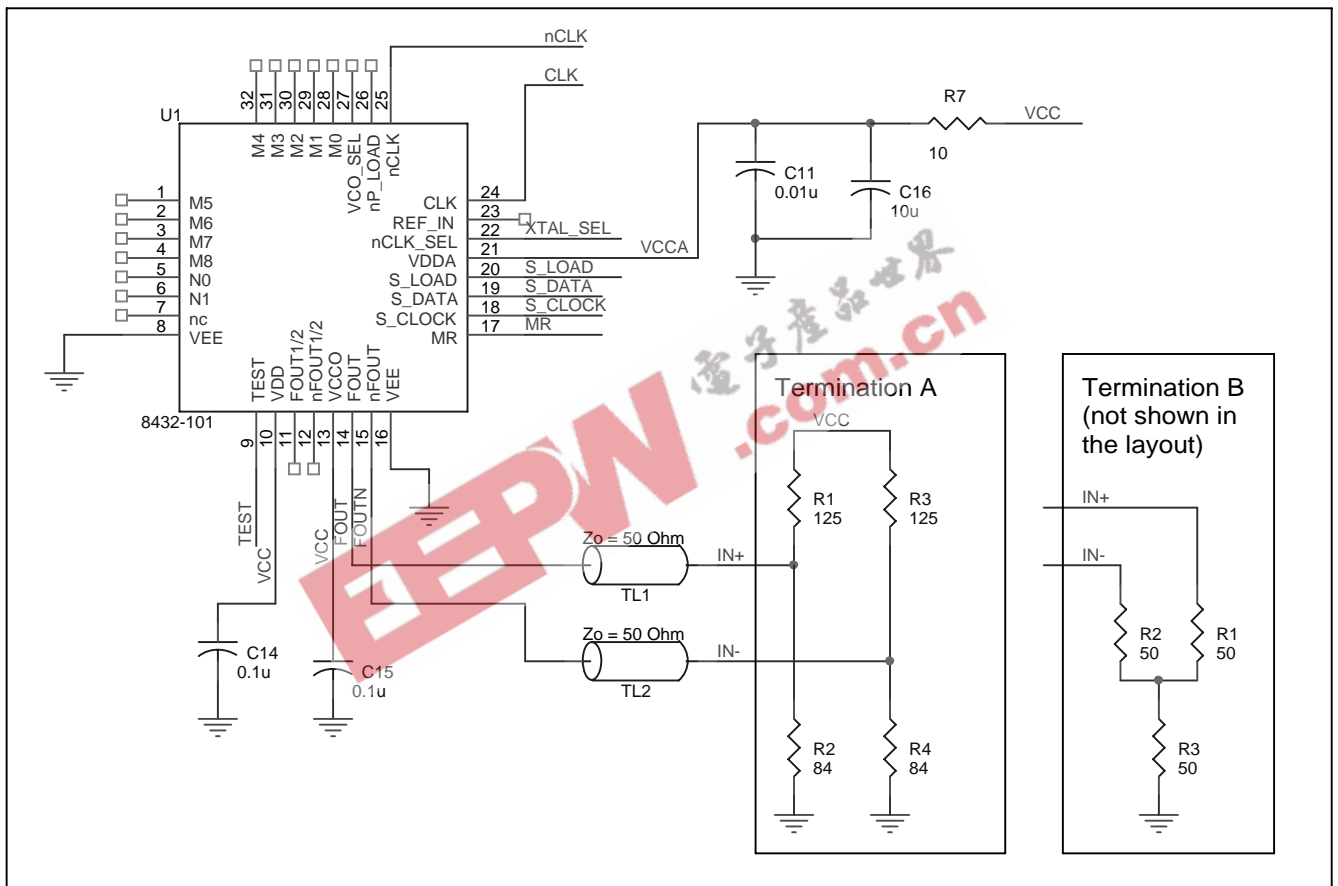 nCLK
CLK
U1
32
31
30
29
28
27
26
25
M4
M3
M2
M1
M0
VCO_SEL
nP_LOAD
nCLK
1
2
3
4
5
6
7
8
M5
M6
M7
M8
N0
N1
nc
VEE
24
23
22
21
20
19
18
17
CLK
REF_IN
nCLK_SEL
VDDA
S_LOAD
S_DATA
S_CLOCK
MR
XTAL_SEL
VCCA
S_LOAD
S_DATA
S_CLOCK
MR
TEST
VDD
FOUT1/2
nFOUT1/2
VCCO
FOUT
nFOUT
VEE
8432-101
9
10
11
12
13
14
15
16
TEST
VCC
VCC
FOUT
FOUTN
C14
0.1u
C15
0.1u
R7
10
VCC
C11
0.01u
C16
10u
Zo = 50 Ohm
TL1
IN+
Zo = 50 Ohm
TL2
IN-
Termination A
VCC
R1
125
R3
125
R2
84
R4
84
Termination B
(not shown in
the layout)
IN+
IN-
R2
50
R1
50
R3
50
EEPW
電子產品世界
.com.cn